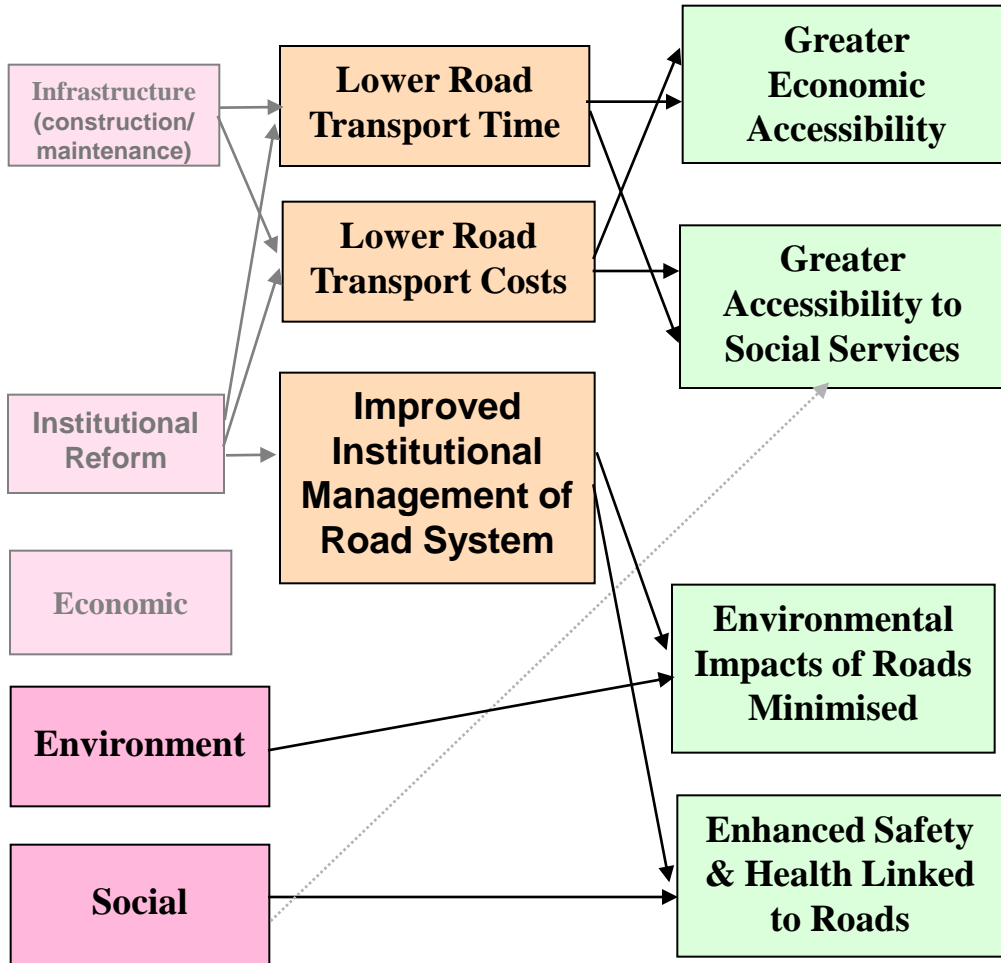 Infrastructure
(construction/
maintenance)
Institutional
Reform
Economic
Environment
Social
Lower Road
Transport Time
Lower Road
Transport Costs
Improved
Institutional
Management of
Road System
Greater
Economic
Accessibility
Greater
Accessibility to
Social Services
Environmental
Impacts of Roads
Minimised
Enhanced Safety
& Health Linked
to Roads